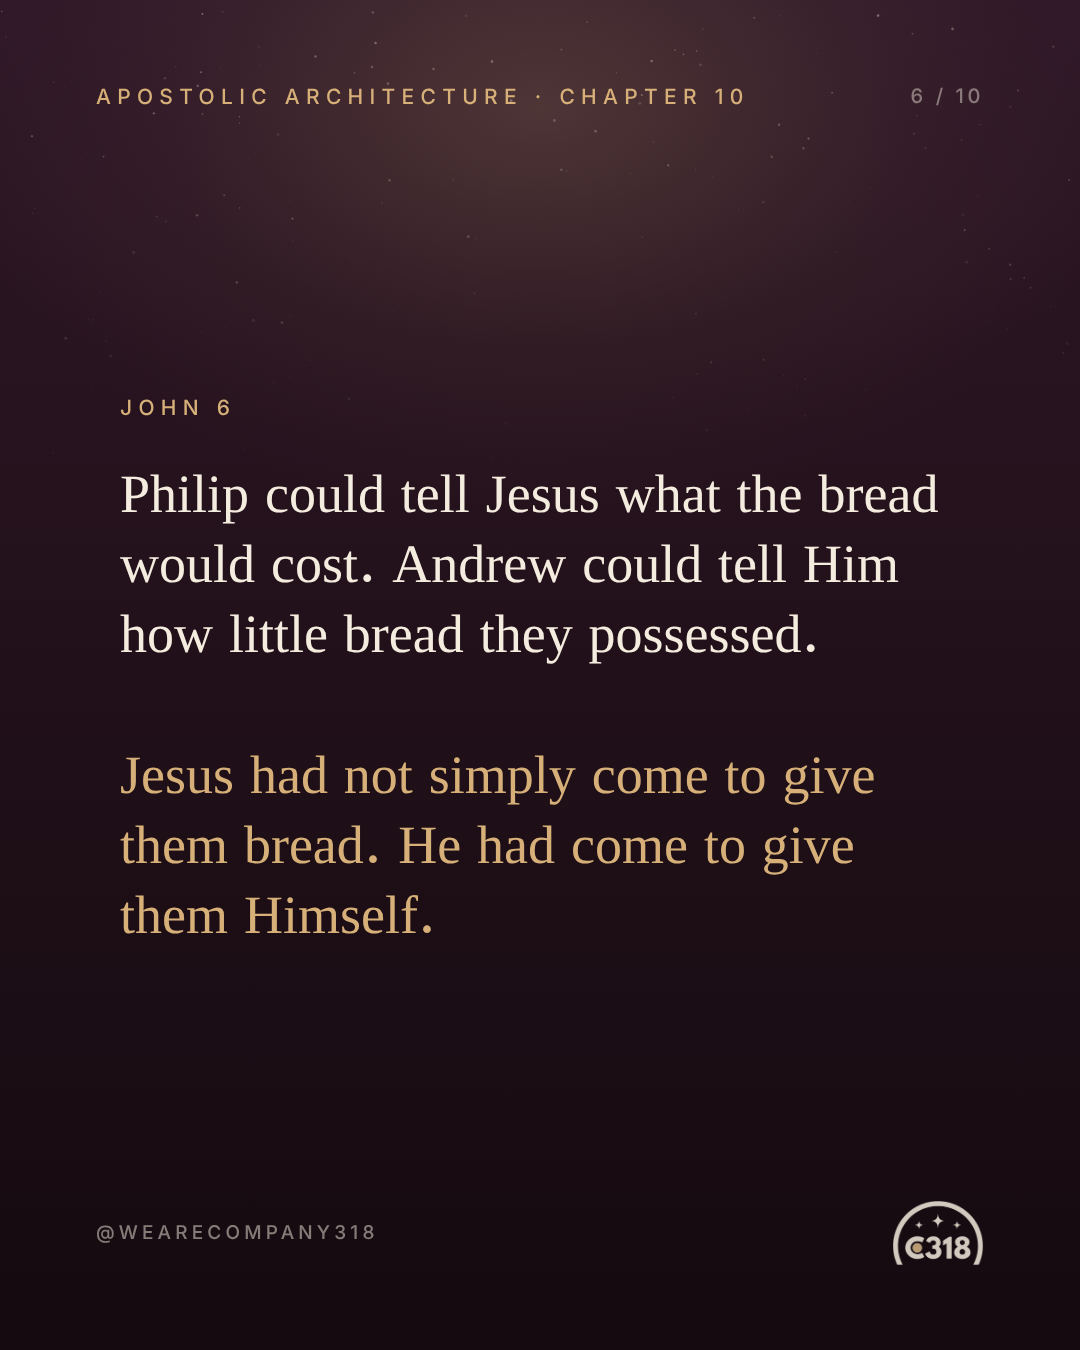 APOSTOLIC ARCHITECTURE · CHAPTER 10
6 / 10
JOHN 6
Philip could tell Jesus what the bread
would cost. Andrew could tell Him
how little bread they possessed.
Jesus had not simply come to give
them bread. He had come to give
them Himself.
@WEARECOMPANY318
C318